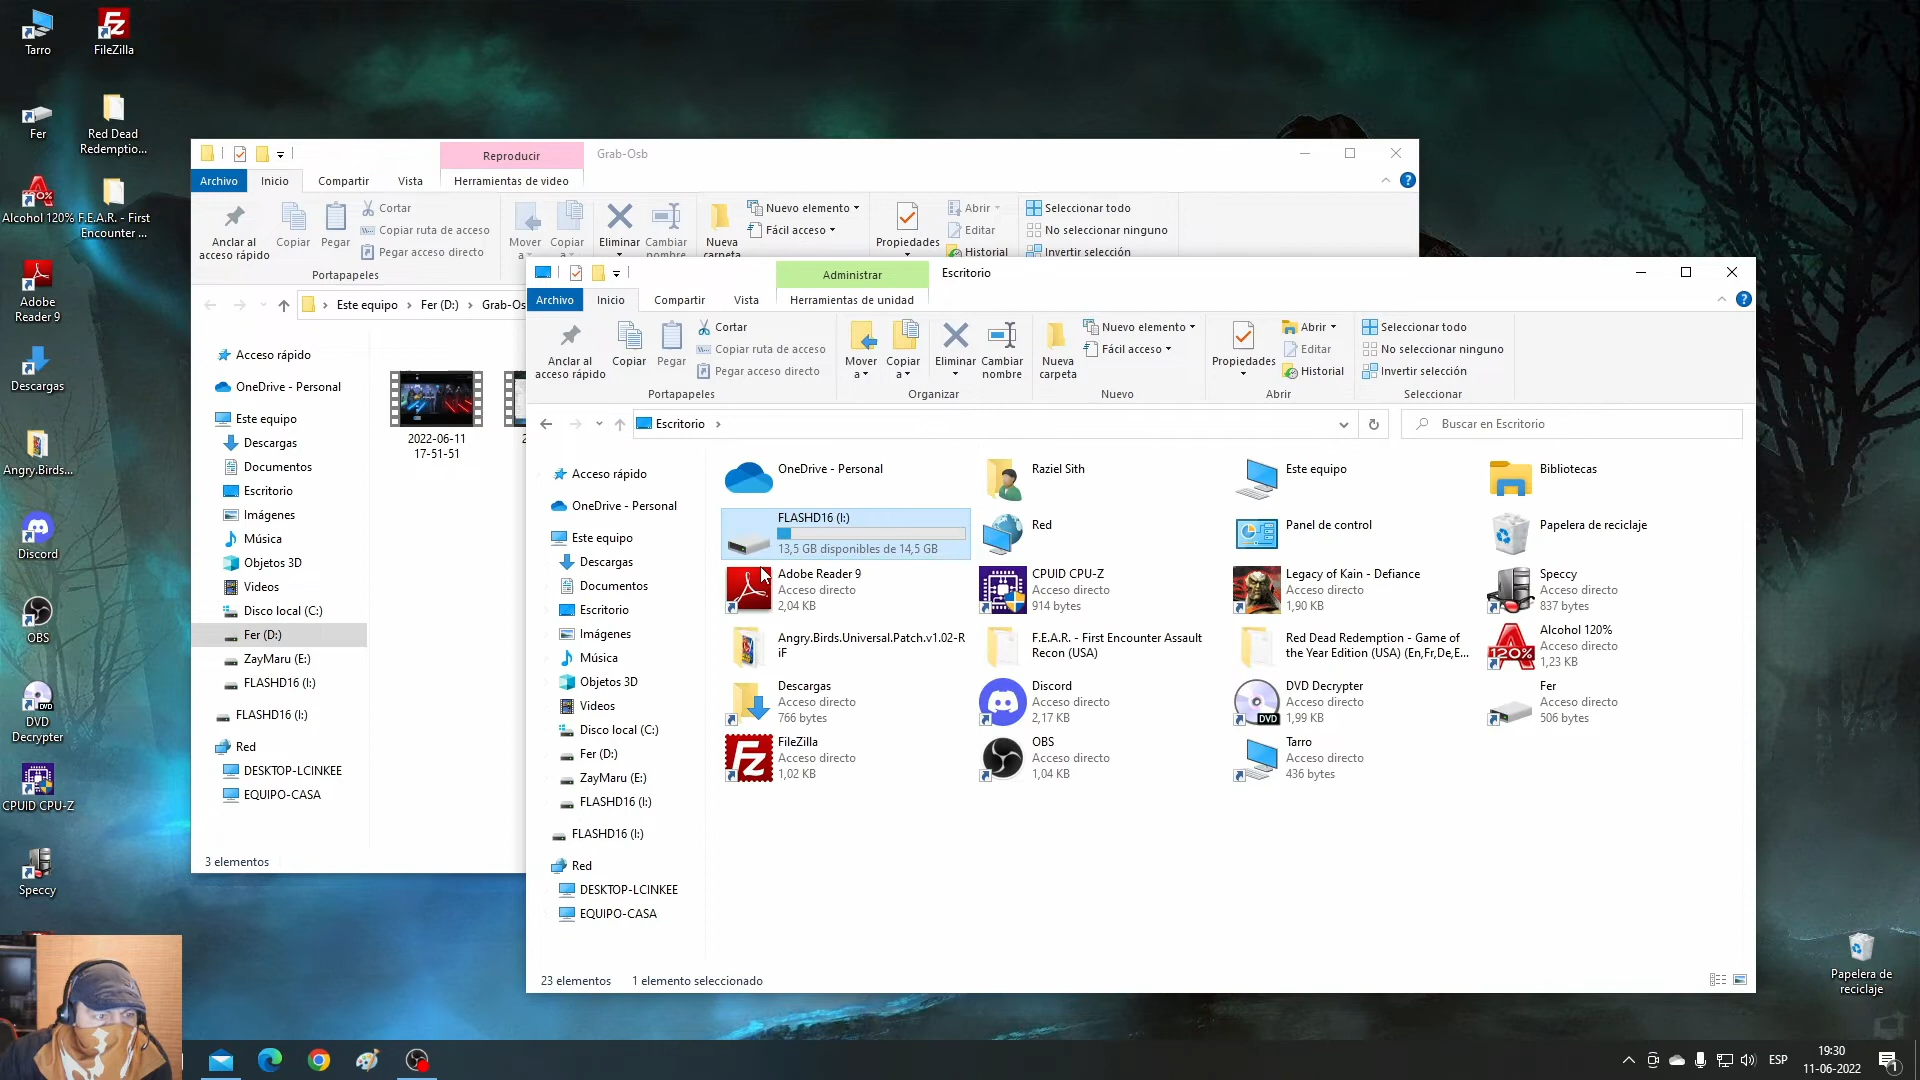 Tarro
FileZilla
Fer
Red Dead
Redemptio...
Alcohol 120%
F.E.A.R. - First
Encounter ...
Adobe
Reader 9
Descargas
Angry.Birds...
Discord
OBS
DVD
Decrypter
CPUID CPU-Z
Speccy
Reproducir
Grab-Osb
Archivo
Inicio
Compartir
Vista
Herramientas de video
Anclar al
acceso rápido
Copiar
Pegar
Cortar
Copiar ruta de acceso
Pegar acceso directo
Portapapeles
Mover
a
Copiar
a
Eliminar
Cambiar
nombre
Nueva
carpeta
Nuevo elemento
Fácil acceso
Propiedades
Abrir
Editar
Historial
Seleccionar todo
No seleccionar ninguno
Invertir selección
Este equipo
Fer (D:)
Grab-Os
Acceso rápido
OneDrive - Personal
Este equipo
Descargas
Documentos
Escritorio
Imágenes
Música
Objetos 3D
Videos
Disco local (C:)
Fer (D:)
ZayMaru (E:)
FLASHD16 (I:)
FLASHD16 (I:)
Red
DESKTOP-LCINKEE
EQUIPO-CASA
2022-06-11
17-51-51
2
3 elementos
Administrar
Escritorio
Archivo
Inicio
Compartir
Vista
Herramientas de unidad
Anclar al
acceso rápido
Copiar
Pegar
Cortar
Copiar ruta de acceso
Pegar acceso directo
Portapapeles
Mover
a
Copiar
a
Eliminar
Cambiar
nombre
Organizar
Nueva
carpeta
Nuevo elemento
Fácil acceso
Nuevo
Propiedades
Abrir
Editar
Historial
Abrir
Seleccionar todo
No seleccionar ninguno
Invertir selección
Seleccionar
Escritorio
Buscar en Escritorio
Acceso rápido
OneDrive - Personal
Este equipo
Descargas
Documentos
Escritorio
Imágenes
Música
Objetos 3D
Videos
Disco local (C:)
Fer (D:)
ZayMaru (E:)
FLASHD16 (I:)
FLASHD16 (I:)
Red
DESKTOP-LCINKEE
EQUIPO-CASA
OneDrive - Personal
Raziel Sith
Este equipo
Bibliotecas
FLASHD16 (I:)
13,5 GB disponibles de 14,5 GB
Red
Panel de control
Papelera de reciclaje
Adobe Reader 9
Acceso directo
2,04 KB
CPUID CPU-Z
Acceso directo
914 bytes
Legacy of Kain - Defiance
Acceso directo
1,90 KB
Speccy
Acceso directo
837 bytes
Angry.Birds.Universal.Patch.v1.02-R
iF
F.E.A.R. - First Encounter Assault
Recon (USA)
Red Dead Redemption - Game of
the Year Edition (USA) (En,Fr,De,E...
Alcohol 120%
Acceso directo
1,23 KB
Descargas
Acceso directo
766 bytes
Discord
Acceso directo
2,17 KB
DVD Decrypter
Acceso directo
1,99 KB
Fer
Acceso directo
506 bytes
FileZilla
Acceso directo
1,02 KB
OBS
Acceso directo
1,04 KB
Tarro
Acceso directo
436 bytes
23 elementos
1 elemento seleccionado
Papelera de
reciclaje
ESP
19:30
11-06-2022
1